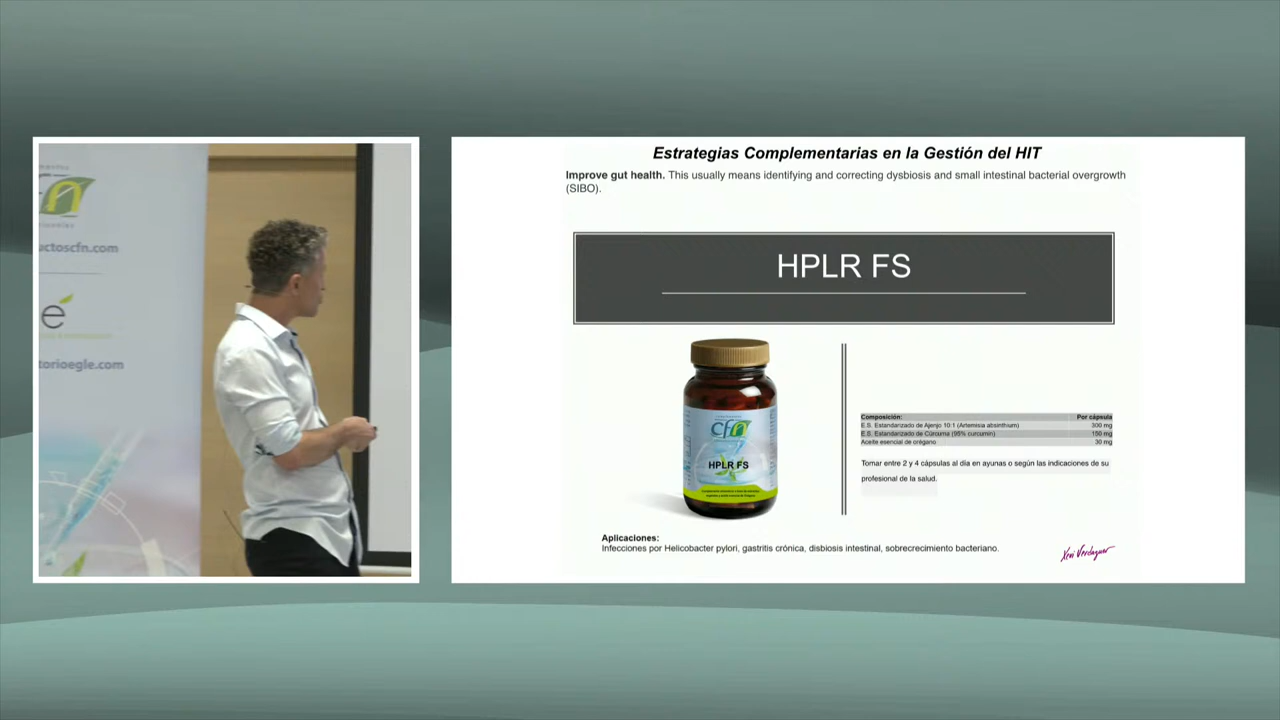 uctoscfn.com
é
torioegle.com
Estrategias Complementarias en la Gestión del HIT
Improve gut health. This usually means identifying and correcting dysbiosis and small intestinal bacterial overgrowth
(SIBO).
HPLR FS
cfn
HPLR FS
Composición: Por cápsula
E.S. Estandarizado de Ajenjo 10:1 (Artemisia absinthium) 300 mg
E.S. Estandarizado de Cúrcuma (95% curcumin) 150 mg
Aceite esencial de orégano 30 mg
Tomar entre 2 y 4 cápsulas al día en ayunas o según las indicaciones de su
profesional de la salud.
Aplicaciones:
Infecciones por Helicobacter pylori, gastritis crónica, disbiosis intestinal, sobrecrecimiento bacteriano.
Xevi Verdaguer